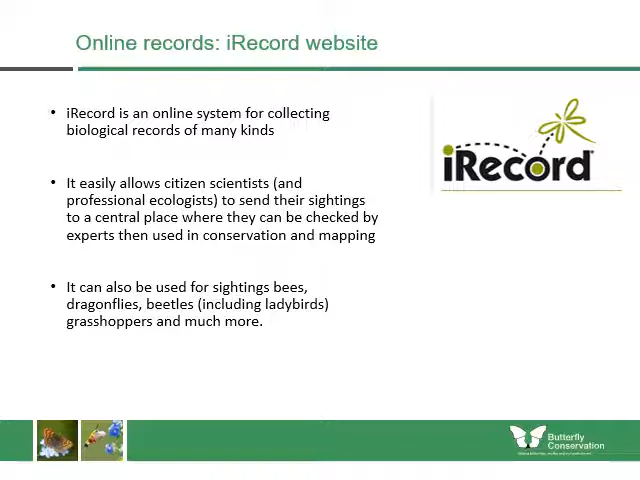 Online records: iRecord website
• iRecord is an online system for collecting
biological records of many kinds
• It easily allows citizen scientists (and
professional ecologists) to send their sightings
to a central place where they can be checked by
experts then used in conservation and mapping
• It can also be used for sightings bees,
dragonflies, beetles (including ladybirds)
grasshoppers and much more.
iRecord
Butterfly
Conservation